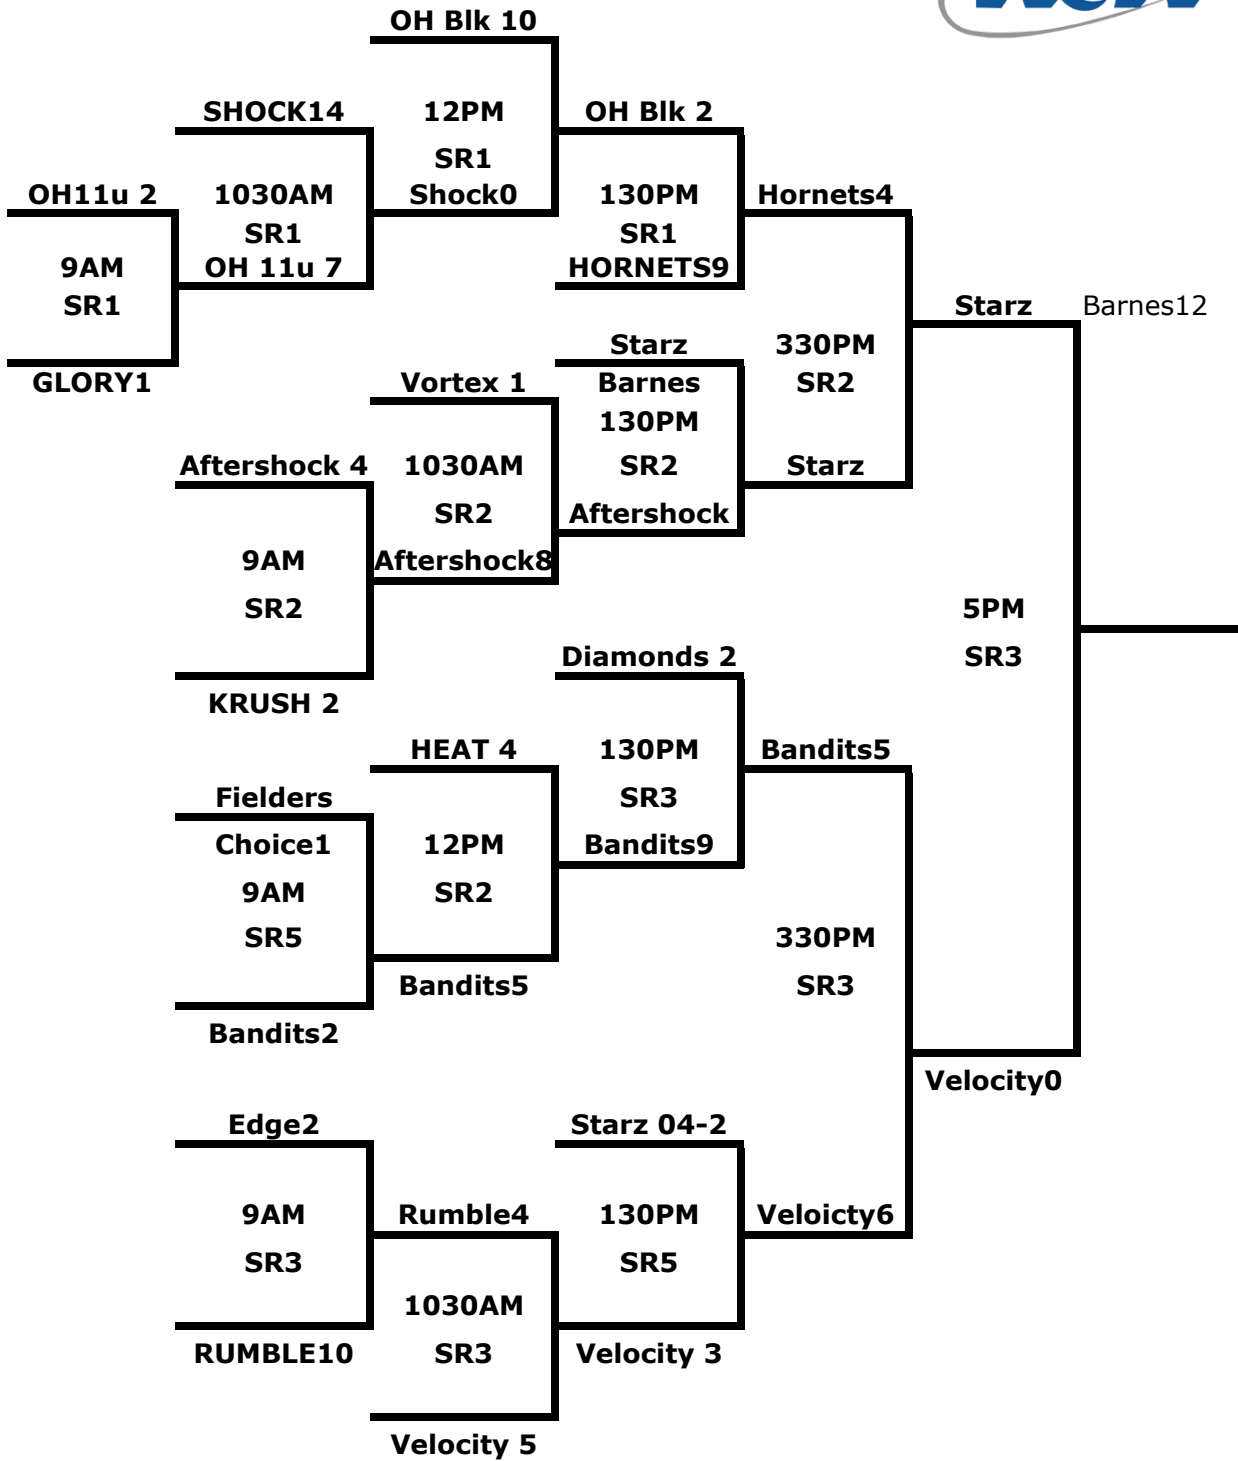 OH Blk 10
SHOCK14
12PM
OH Blk 2
SR1
OH11u 2
1030AM
Shock0
130PM
Hornets4
SR1
SR1
9AM
OH 11u 7
HORNETS9
SR1
Starz
Barnes12
Starz
330PM
GLORY1
Vortex 1
Barnes
SR2
130PM
Aftershock 4
1030AM
SR2
Starz
SR2
Aftershock
9AM
Aftershock8
SR2
5PM
Diamonds 2
SR3
KRUSH 2
HEAT 4
130PM
Bandits5
Fielders
SR3
Choice1
12PM
Bandits9
9AM
SR2
SR5
330PM
Bandits5
SR3
Bandits2
Velocity0
Edge2
Starz 04-2
9AM
Rumble4
130PM
Veloicty6
SR3
SR5
1030AM
RUMBLE10
SR3
Velocity 3
Velocity 5